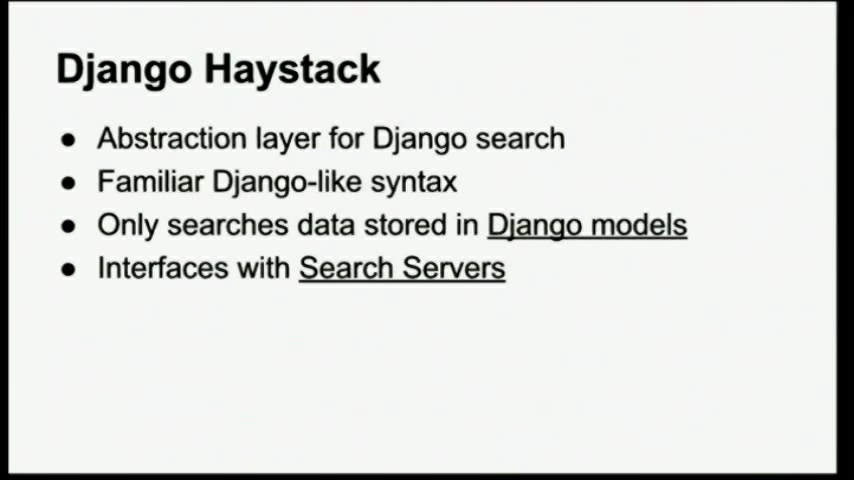 Django Haystack
● Abstraction layer for Django search
● Familiar Django-like syntax
● Only searches data stored in Django models
● Interfaces with Search Servers